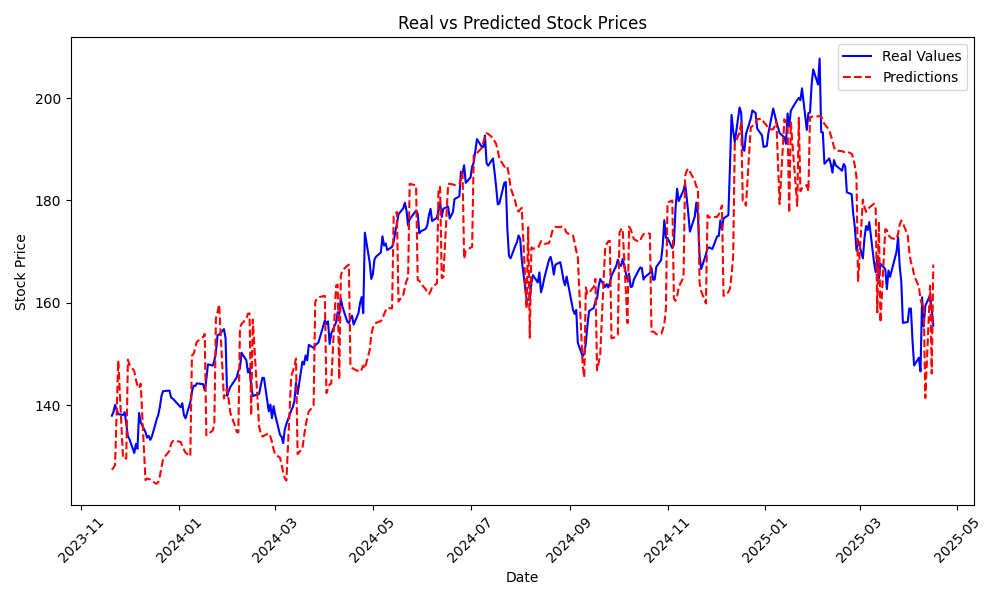 Real vs Predicted Stock Prices
Real Values
Predictions
Stock Price
200
180
160
140
2023-11
2024-01
2024-03
2024-05
2024-07
2024-09
2024-11
2025-01
2025-03
2025-05
Date